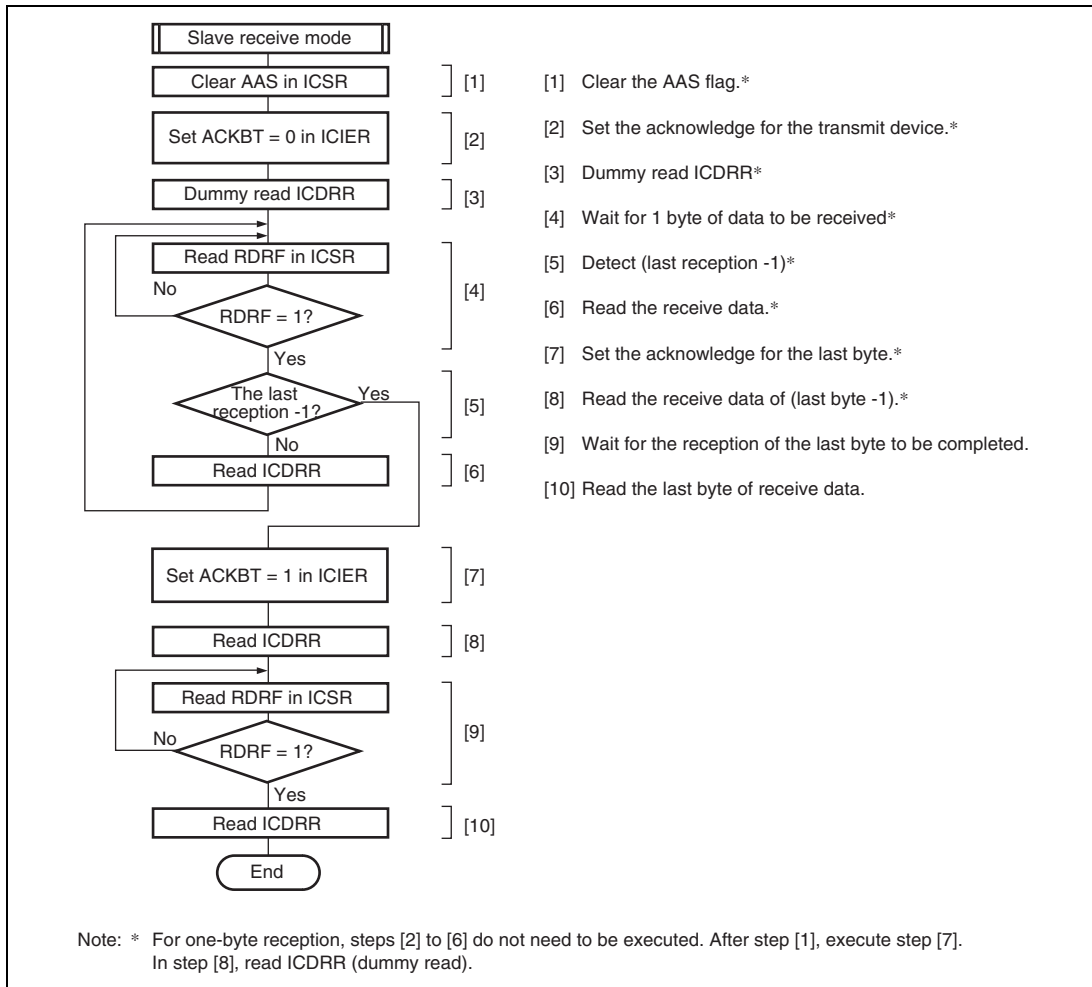 Slave receive mode
Clear AAS in ICSR
[1]
[1] Clear the AAS flag.*
Set ACKBT = 0 in ICIER
[2]
[2] Set the acknowledge for the transmit device.*
Dummy read ICDRR
[3]
[3] Dummy read ICDRR*
[4] Wait for 1 byte of data to be received*
Read RDRF in ICSR
[5] Detect (last reception -1)*
No
[4]
RDRF = 1?
[6] Read the receive data.*
Yes
[7] Set the acknowledge for the last byte.*
The last
reception -1?
Yes
[5]
[8] Read the receive data of (last byte -1).*
No
[9] Wait for the reception of the last byte to be completed.
Read ICDRR
[6]
[10] Read the last byte of receive data.
Set ACKBT = 1 in ICIER
[7]
Read ICDRR
[8]
Read RDRF in ICSR
No
RDRF = 1?
[9]
Yes
Read ICDRR
[10]
End
Note: * For one-byte reception, steps [2] to [6] do not need to be executed. After step [1], execute step [7].
In step [8], read ICDRR (dummy read).